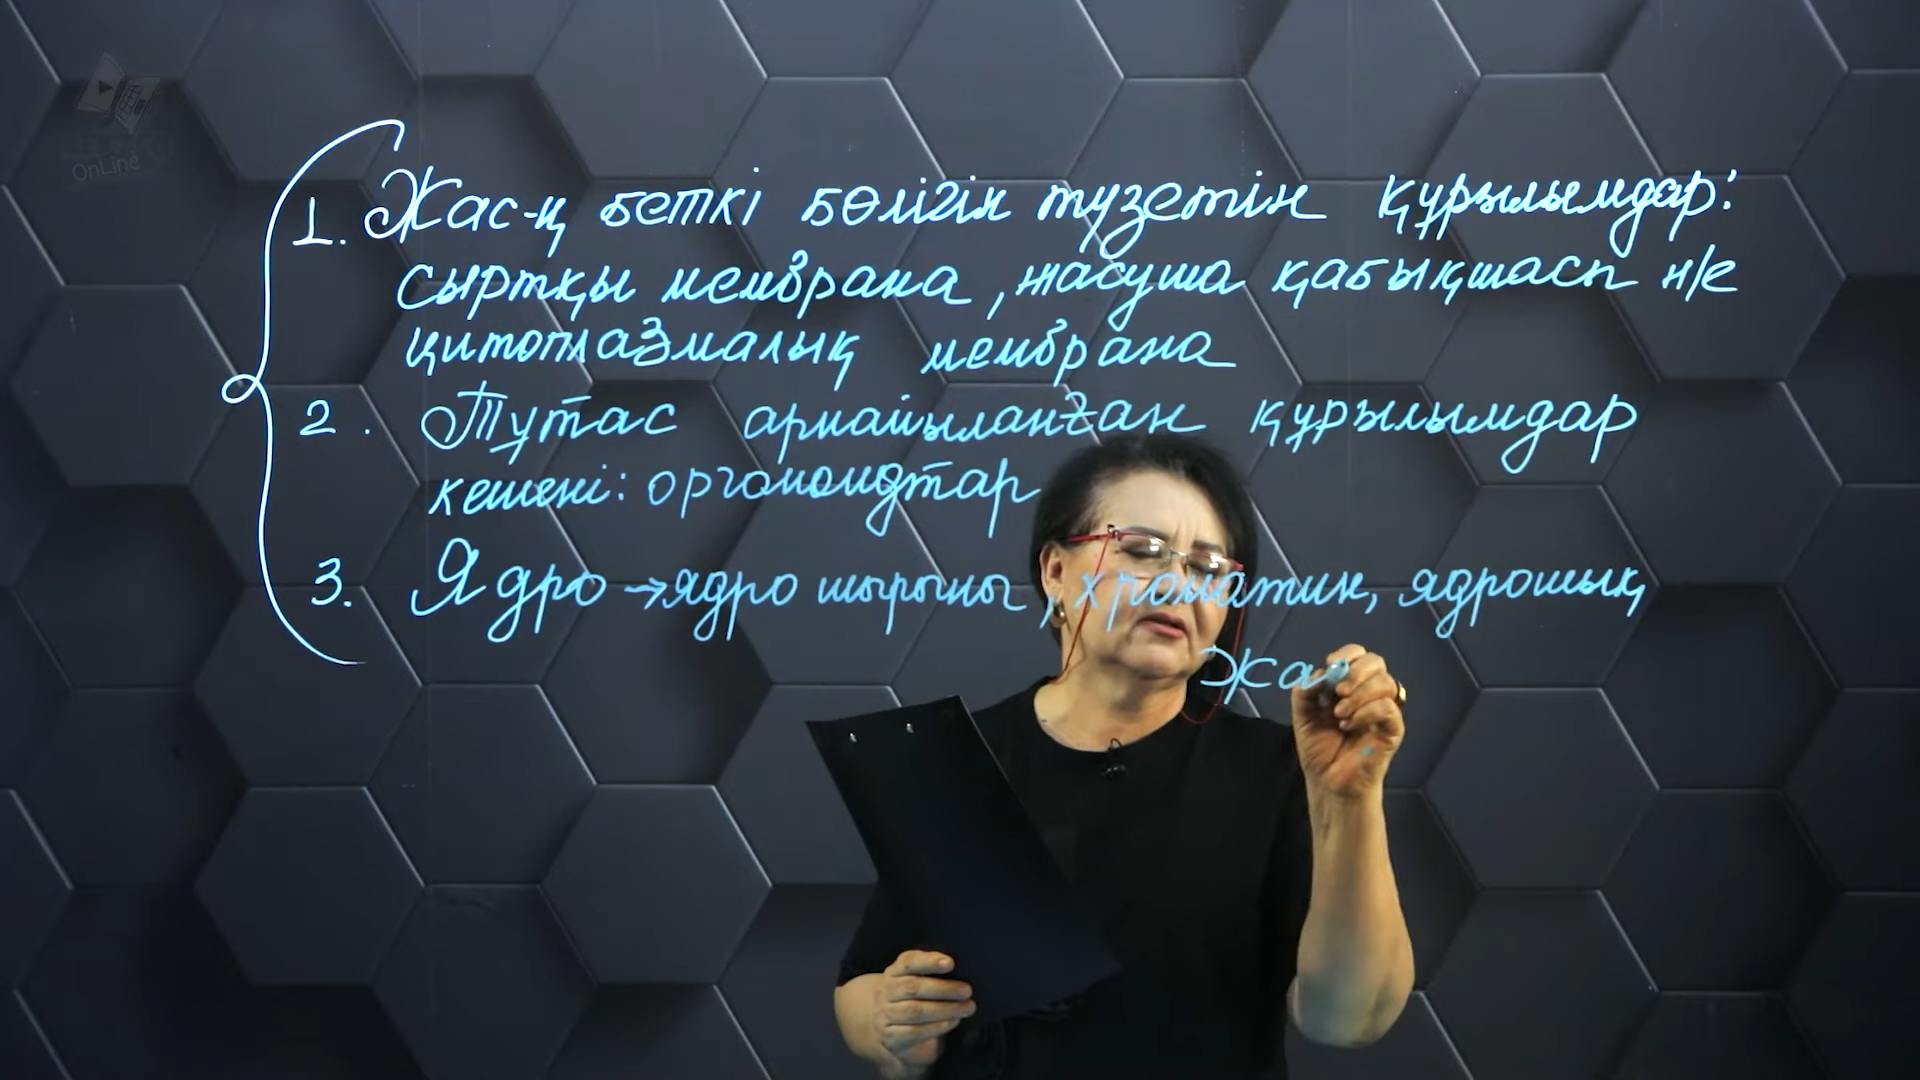 OnLine
1. Жас-ң беткі бөлігін түзетін құрылымдар:
сыртқы мембрана, жасуша қабықшасы н/е
цитоплазмалық мембрана
2. Тұтас арнайыланған құрылымдар
кешені: органоидтар
3. Ядро → ядро шырыны, хроматин, ядрошық,
Жа